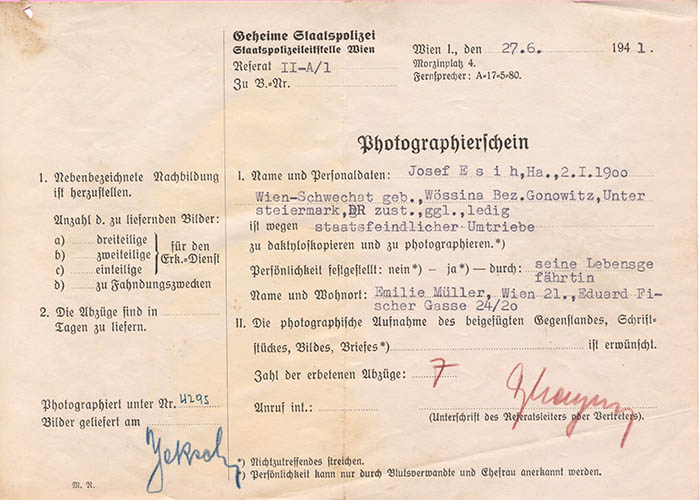 Geheime Staatspolizei
Staatspolizeileitstelle Wien
Referat II-A/1
Zu B.-Nr.
Wien I., den 27.6. 1941.
Morzinplatz 4.
Fernsprecher: A-17-5-80.
Photographierschein
1. Nebenbezeichnete Nachbildung
ist herzustellen.
Anzahl d. zu liefernden Bilder:
a) ........ dreiteilige
b) ........ zweiteilige
c) ........ einteilige
für den
Erk.-Dienst
d) ........ zu Fahndungszwecken
2. Die Abzüge sind in ........
Tagen zu liefern.
Photographiert unter Nr. 4295
Bilder geliefert am
M. R.
I. Name und Personaldaten: Josef E s i h, Ha., 2.I.1900
Wien-Schwechat geb., Wössina Bez.Gonowitz, Unter
steiermark, DR zust., ggl., ledig
ist wegen staatsfeindlicher Umtriebe
zu daktyloskopieren und zu photographieren.*)
Persönlichkeit festgestellt: nein*) – ja*) – durch: seine Lebensge
fährtin
Name und Wohnort: Emilie Müller, Wien 21., Eduard Fi-
scher Gasse 24/20
II. Die photographische Aufnahme des beigefügten Gegenstandes, Schrift-
stückes, Bildes, Briefes*) ........ ist erwünscht.
Zahl der erbetenen Abzüge: 7
Anruf int.:
(Unterschrift des Referatsleiters oder Vertreters).
*) Nichtzutreffendes streichen.
*) Persönlichkeit kann nur durch Blutsverwandte und Ehefrau anerkannt werden.